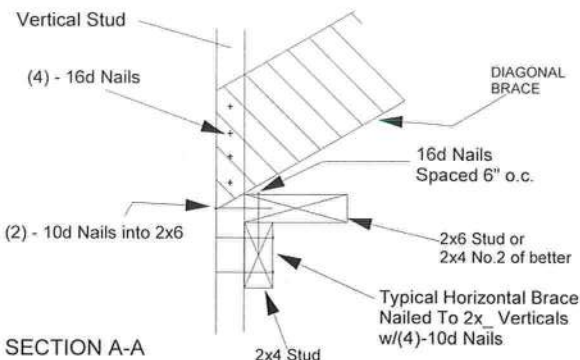 Vertical Stud
(4) - 16d Nails
DIAGONAL
BRACE
16d Nails
Spaced 6" o.c.
(2) - 10d Nails into 2x6
2x6 Stud or
2x4 No.2 of better
Typical Horizontal Brace
Nailed To 2x_ Verticals
w/(4)-10d Nails
SECTION A-A
2x4 Stud